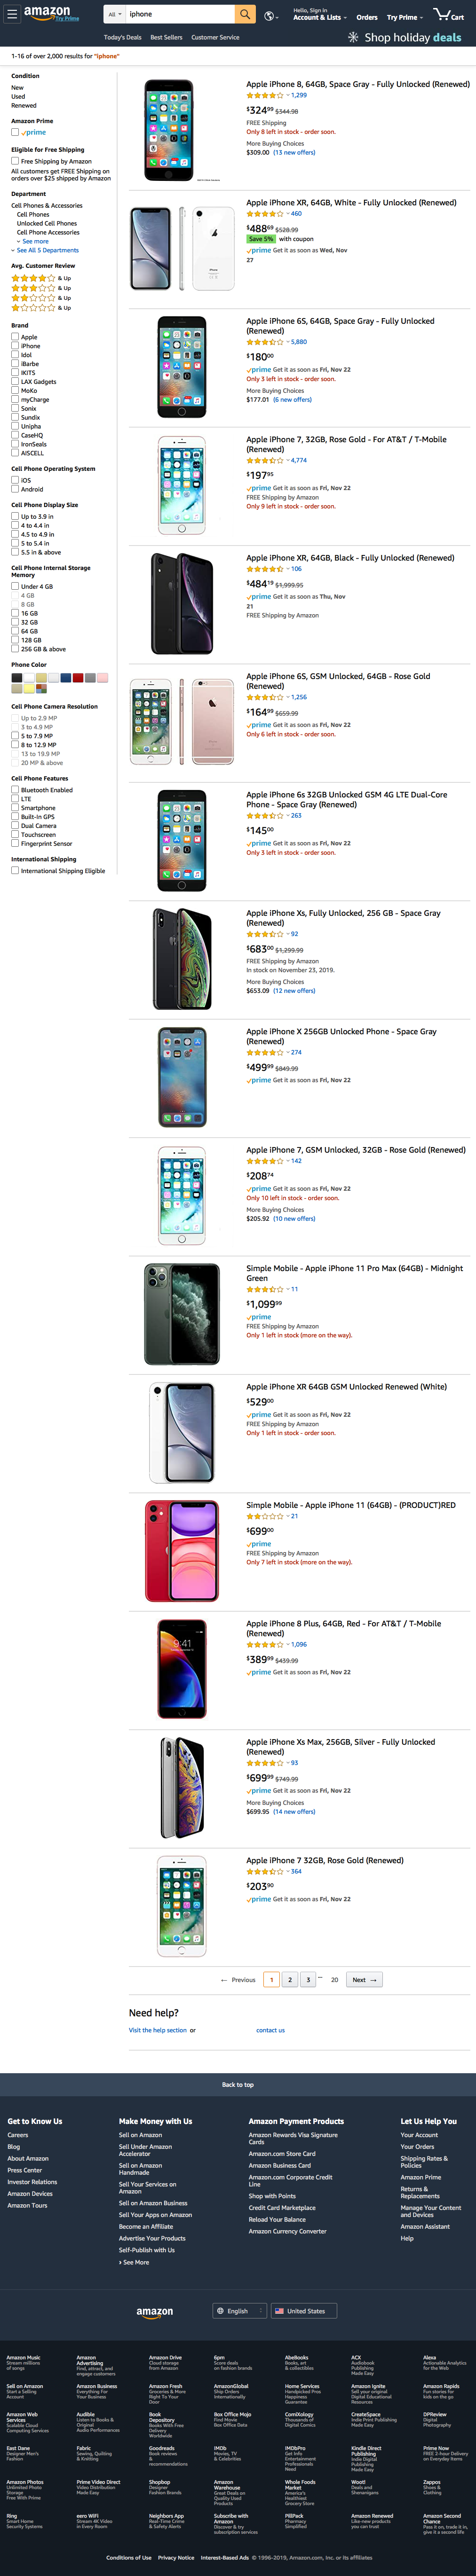 amazon
Try Prime
All
iphone
Hello, Sign in
Account & Lists
Orders
Try Prime
Cart
Today's Deals
Best Sellers
Customer Service
Shop holiday deals
1-16 of over 2,000 results for "iphone"
Condition
New
Used
Renewed
Amazon Prime
prime
Eligible for Free Shipping
Free Shipping by Amazon
All customers get FREE Shipping on
orders over $25 shipped by Amazon
Department
Cell Phones & Accessories
Cell Phones
Unlocked Cell Phones
Cell Phone Accessories
See more
See All 5 Departments
Avg. Customer Review
& Up
& Up
& Up
& Up
Brand
Apple
iPhone
Idol
iBarbe
IKITS
LAX Gadgets
MoKo
myCharge
Sonix
Sundix
Unipha
CaseHQ
IronSeals
AISCELL
Cell Phone Operating System
iOS
Android
Cell Phone Display Size
Up to 3.9 in
4 to 4.4 in
4.5 to 4.9 in
5 to 5.4 in
5.5 in & above
Cell Phone Internal Storage
Memory
Under 4 GB
4 GB
8 GB
16 GB
32 GB
64 GB
128 GB
256 GB & above
Phone Color
Cell Phone Camera Resolution
Up to 2.9 MP
3 to 4.9 MP
5 to 7.9 MP
8 to 12.9 MP
13 to 19.9 MP
20 MP & above
Cell Phone Features
Bluetooth Enabled
LTE
Smartphone
Built-In GPS
Dual Camera
Touchscreen
Fingerprint Sensor
International Shipping
International Shipping Eligible
Apple iPhone 8, 64GB, Space Gray - Fully Unlocked (Renewed)
1,299
$324.99 $344.98
FREE Shipping
Only 8 left in stock - order soon.
More Buying Choices
$309.00 (13 new offers)
Apple iPhone XR, 64GB, White - Fully Unlocked (Renewed)
460
$488.69 $528.99
Save 5% with coupon
prime Get it as soon as Wed, Nov
27
Apple iPhone 6S, 64GB, Space Gray - Fully Unlocked
(Renewed)
5,880
$180.00
prime Get it as soon as Fri, Nov 22
Only 3 left in stock - order soon.
More Buying Choices
$177.01 (6 new offers)
Apple iPhone 7, 32GB, Rose Gold - For AT&T / T-Mobile
(Renewed)
4,774
$197.95
prime Get it as soon as Fri, Nov 22
FREE Shipping by Amazon
Only 9 left in stock - order soon.
Apple iPhone XR, 64GB, Black - Fully Unlocked (Renewed)
106
$484.19 $1,999.95
prime Get it as soon as Thu, Nov
21
FREE Shipping by Amazon
Apple iPhone 6S, GSM Unlocked, 64GB - Rose Gold
(Renewed)
1,256
$164.99 $659.99
prime Get it as soon as Fri, Nov 22
Only 6 left in stock - order soon.
Apple iPhone 6s 32GB Unlocked GSM 4G LTE Dual-Core
Phone - Space Gray (Renewed)
263
$145.00
prime Get it as soon as Fri, Nov 22
Only 3 left in stock - order soon.
Apple iPhone Xs, Fully Unlocked, 256 GB - Space Gray
(Renewed)
92
$683.00 $1,299.99
FREE Shipping by Amazon
In stock on November 23, 2019.
More Buying Choices
$653.09 (12 new offers)
Apple iPhone X 256GB Unlocked Phone - Space Gray
(Renewed)
274
$499.99 $849.99
prime Get it as soon as Fri, Nov 22
Apple iPhone 7, GSM Unlocked, 32GB - Rose Gold (Renewed)
142
$208.74
prime Get it as soon as Fri, Nov 22
Only 10 left in stock - order soon.
More Buying Choices
$205.92 (10 new offers)
Simple Mobile - Apple iPhone 11 Pro Max (64GB) - Midnight
Green
11
$1,099.99
prime
FREE Shipping by Amazon
Only 1 left in stock (more on the way).
Apple iPhone XR 64GB GSM Unlocked Renewed (White)
$529.00
prime Get it as soon as Fri, Nov 22
FREE Shipping by Amazon
Only 1 left in stock - order soon.
Simple Mobile - Apple iPhone 11 (64GB) - (PRODUCT)RED
21
$699.00
prime
FREE Shipping by Amazon
Only 7 left in stock (more on the way).
9:41
Apple iPhone 8 Plus, 64GB, Red - For AT&T / T-Mobile
(Renewed)
1,096
$389.99 $439.99
prime Get it as soon as Fri, Nov 22
Apple iPhone Xs Max, 256GB, Silver - Fully Unlocked
(Renewed)
93
$699.99 $749.99
prime Get it as soon as Fri, Nov 22
More Buying Choices
$699.95 (14 new offers)
Apple iPhone 7 32GB, Rose Gold (Renewed)
364
$203.90
prime Get it as soon as Fri, Nov 22
← Previous 1 2 3 ... 20 Next →
Need help?
Visit the help section or contact us
Back to top
Get to Know Us
Careers
Blog
About Amazon
Press Center
Investor Relations
Amazon Devices
Amazon Tours
Make Money with Us
Sell on Amazon
Sell Under Amazon
Accelerator
Sell on Amazon
Handmade
Sell Your Services on
Amazon
Sell on Amazon Business
Sell Your Apps on Amazon
Become an Affiliate
Advertise Your Products
Self-Publish with Us
› See More
Amazon Payment Products
Amazon Rewards Visa Signature
Cards
Amazon.com Store Card
Amazon Business Card
Amazon.com Corporate Credit
Line
Shop with Points
Credit Card Marketplace
Reload Your Balance
Amazon Currency Converter
Let Us Help You
Your Account
Your Orders
Shipping Rates &
Policies
Amazon Prime
Returns &
Replacements
Manage Your Content
and Devices
Amazon Assistant
Help
amazon
English
United States
Amazon Music
Stream millions
of songs
Amazon
Advertising
Find, attract, and
engage customers
Amazon Drive
Cloud storage
from Amazon
6pm
Score deals
on fashion brands
AbeBooks
Books, art
& collectibles
ACX
Audiobook
Publishing
Made Easy
Alexa
Actionable Analytics
for the Web
Sell on Amazon
Start a Selling
Account
Amazon Business
Everything For
Your Business
Amazon Fresh
Groceries & More
Right To Your
Door
AmazonGlobal
Ship Orders
Internationally
Home Services
Handpicked Pros
Happiness
Guarantee
Amazon Ignite
Sell your original
Digital Educational
Resources
Amazon Rapids
Fun stories for
kids on the go
Amazon Web
Services
Scalable Cloud
Computing Services
Audible
Listen to Books &
Original
Audio Performances
Book
Depository
Books With Free
Delivery
Worldwide
Box Office Mojo
Find Movie
Box Office Data
ComiXology
Thousands of
Digital Comics
CreateSpace
Indie Print Publishing
Made Easy
DPReview
Digital
Photography
East Dane
Designer Men's
Fashion
Fabric
Sewing, Quilting
& Knitting
Goodreads
Book reviews
&
recommendations
IMDb
Movies, TV
& Celebrities
IMDbPro
Get Info
Entertainment
Professionals
Need
Kindle Direct
Publishing
Indie Digital
Publishing
Made Easy
Prime Now
FREE 2-hour Delivery
on Everyday Items
Amazon Photos
Unlimited Photo
Storage
Free With Prime
Prime Video Direct
Video Distribution
Made Easy
Shopbop
Designer
Fashion Brands
Amazon
Warehouse
Great Deals on
Quality Used
Products
Whole Foods
Market
America's
Healthiest
Grocery Store
Woot!
Deals and
Shenanigans
Zappos
Shoes &
Clothing
Ring
Smart Home
Security Systems
eero WiFi
Stream 4K Video
in Every Room
Neighbors App
Real-Time Crime
& Safety Alerts
Subscribe with
Amazon
Discover & try
subscription services
PillPack
Pharmacy
Simplified
Amazon Renewed
Like-new products
you can trust
Amazon Second
Chance
Pass it on, trade it in,
give it a second life
Conditions of Use Privacy Notice Interest-Based Ads © 1996-2019, Amazon.com, Inc. or its affiliates